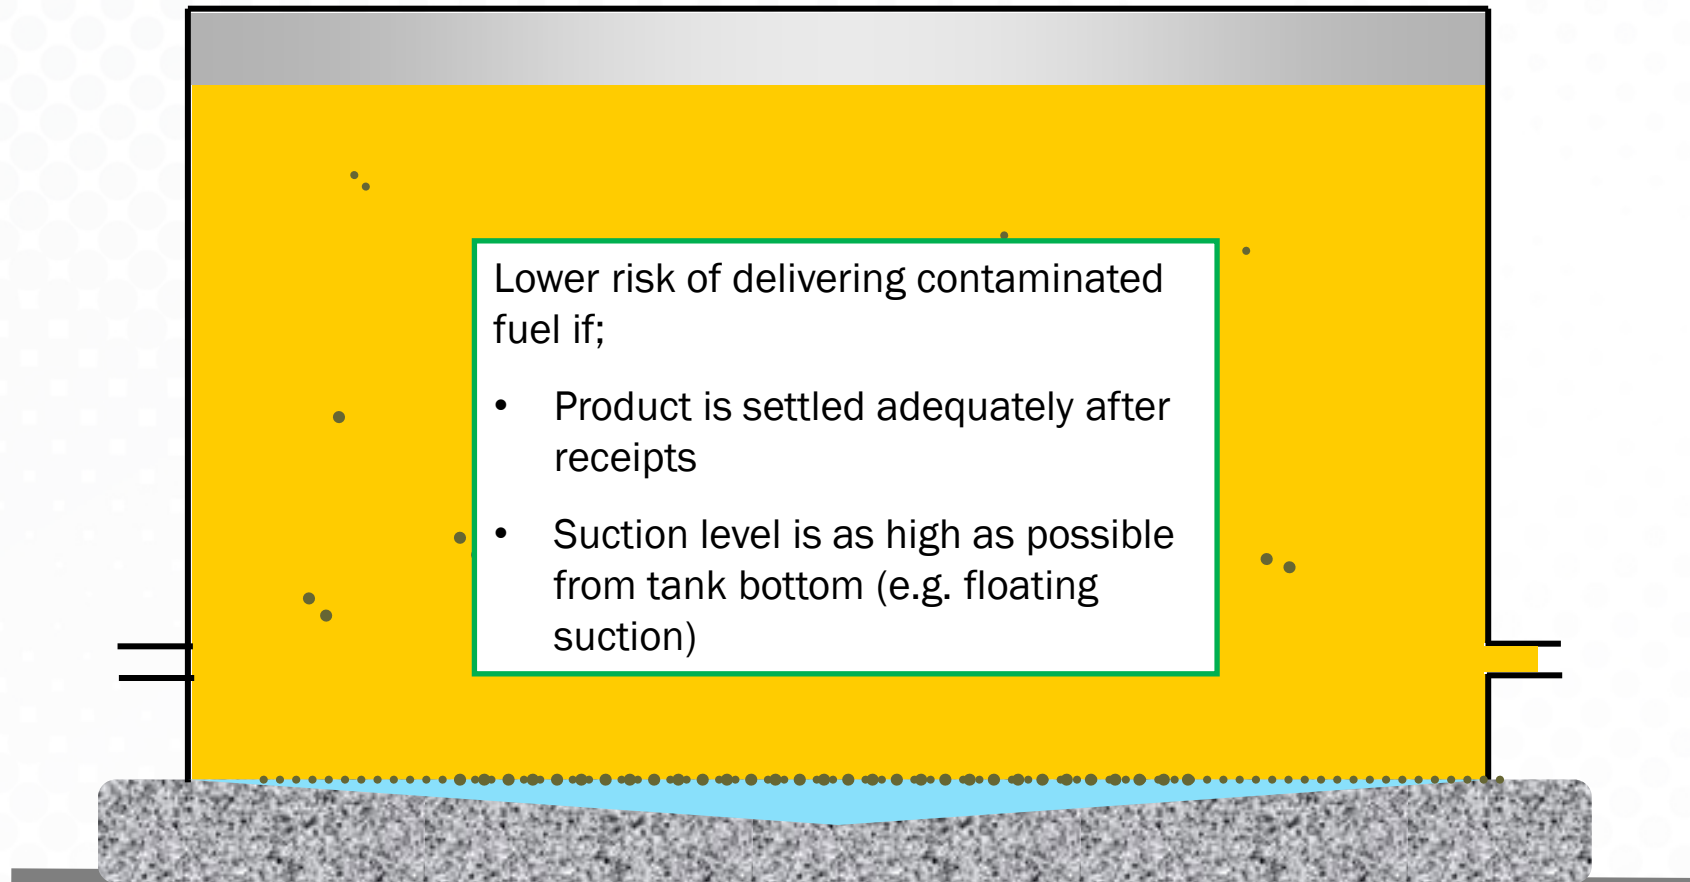 Lower risk of delivering contaminated
fuel if;
• Product is settled adequately after
receipts
• Suction level is as high as possible
from tank bottom (e.g. floating
suction)